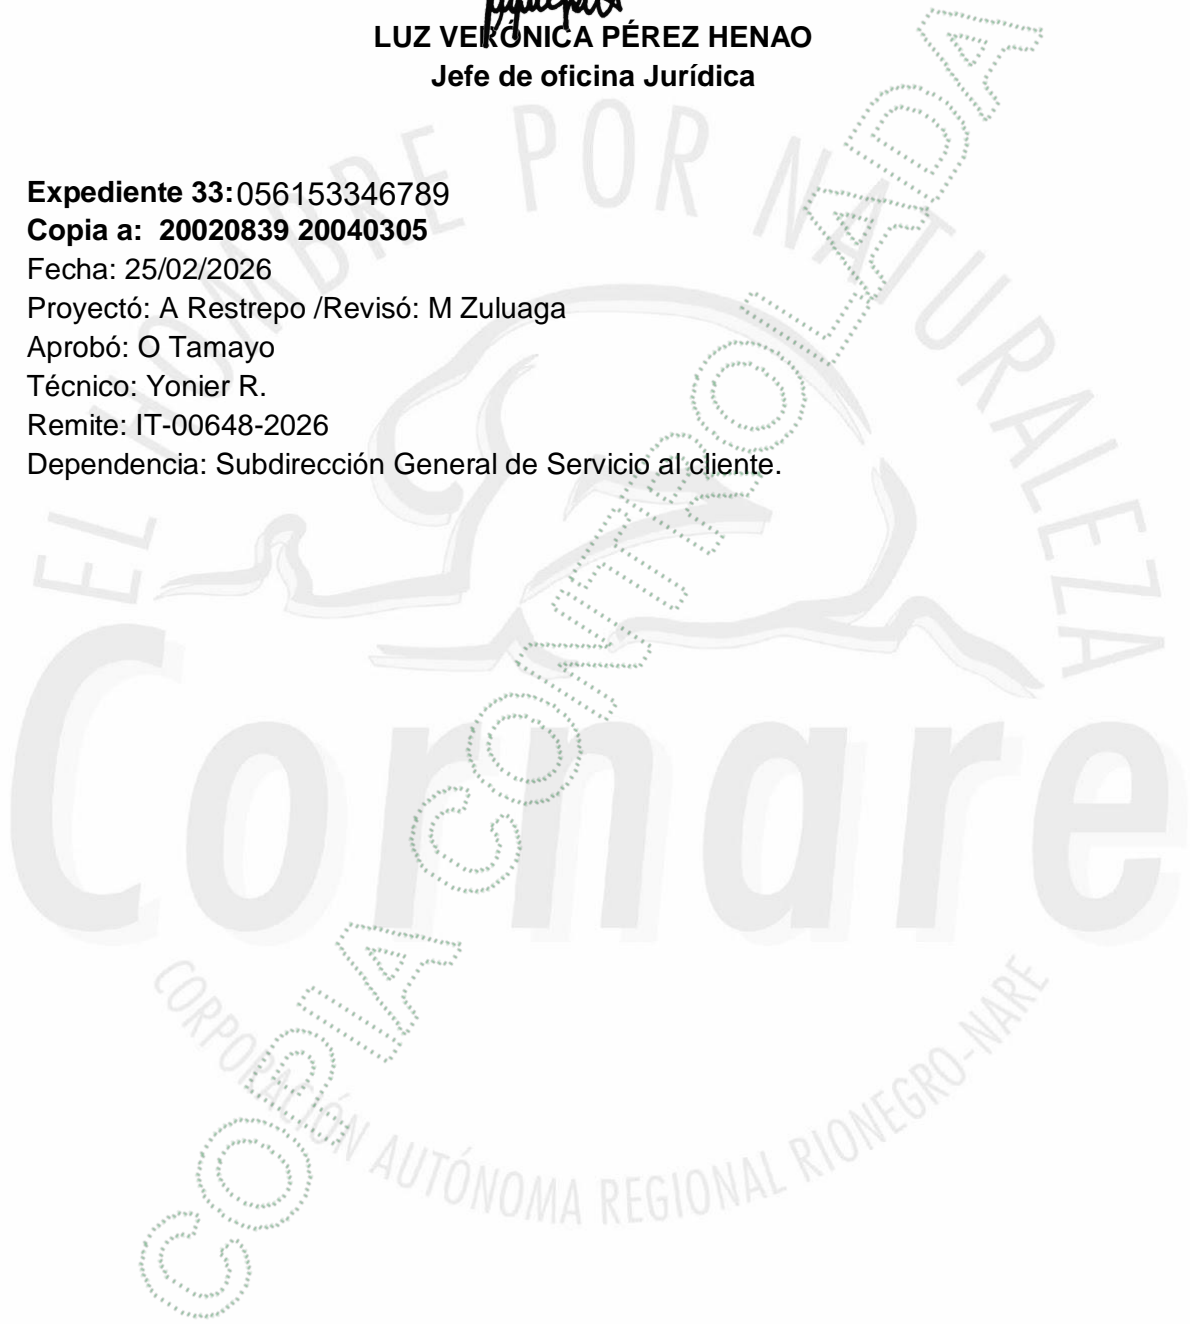 LUZ VERÓNICA PÉREZ HENAO
Jefe de oficina Jurídica
Expediente 33: 056153346789
Copia a: 20020839 20040305
Fecha: 25/02/2026
Proyectó: A Restrepo /Revisó: M Zuluaga
Aprobó: O Tamayo
Técnico: Yonier R.
Remite: IT-00648-2026
Dependencia: Subdirección General de Servicio al cliente.
EL HOMBRE POR NATURALEZA
Cornare
CORPORACIÓN AUTÓNOMA REGIONAL RIONEGRO-NARE
COPIA CONTROLADA